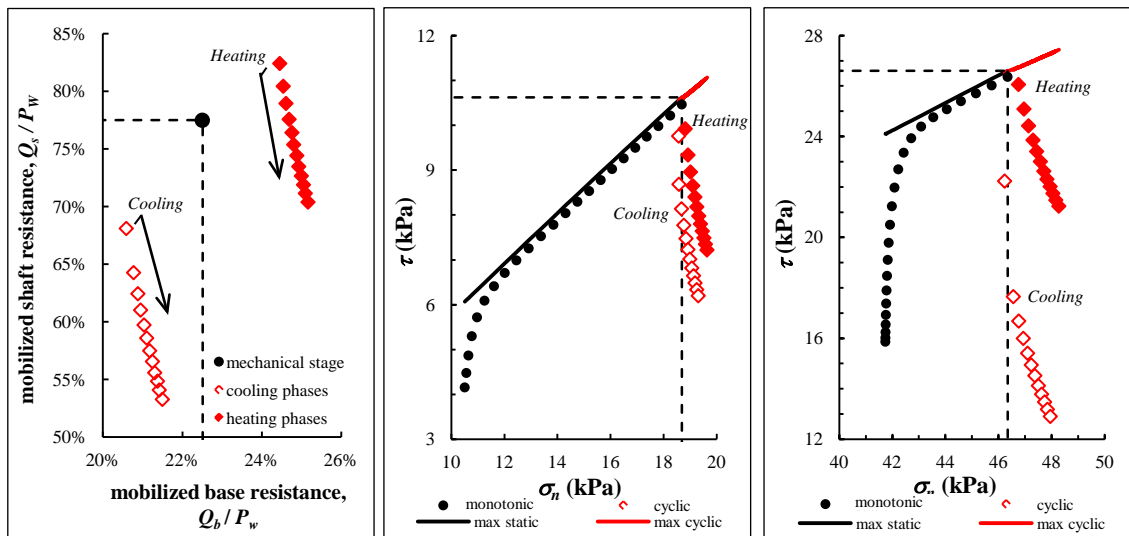 85%
80%
75%
70%
65%
60%
55%
50%
mobilized shaft resistance, Qs / PW
Heating
Cooling
mechanical stage
cooling phases
heating phases
20% 22% 24% 26%
mobilized base resistance,
Qb / Pw
12
9
6
3
τ (kPa)
Heating
Cooling
10 12 14 16 18 20
σn (kPa)
monotonic cyclic
max static max cyclic
28
24
20
16
12
τ (kPa)
Heating
Cooling
40 42 44 46 48 50
σ.. (kPa)
monotonic cyclic
max static max cyclic